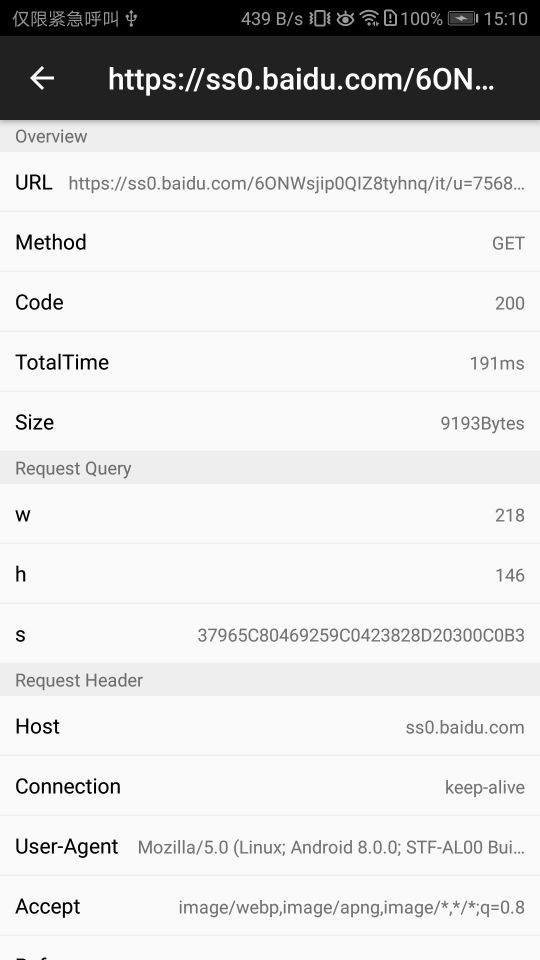 仅限紧急呼叫 439 B/s 100% 15:10
https://ss0.baidu.com/6ON…
Overview
URL https://ss0.baidu.com/6ONWsjip0QIZ8tyhnq/it/u=7568…
Method GET
Code 200
TotalTime 191ms
Size 9193Bytes
Request Query
w 218
h 146
s 37965C80469259C0423828D20300C0B3
Request Header
Host ss0.baidu.com
Connection keep-alive
User-Agent Mozilla/5.0 (Linux; Android 8.0.0; STF-AL00 Bui…
Accept image/webp,image/apng,image/*,*/*;q=0.8